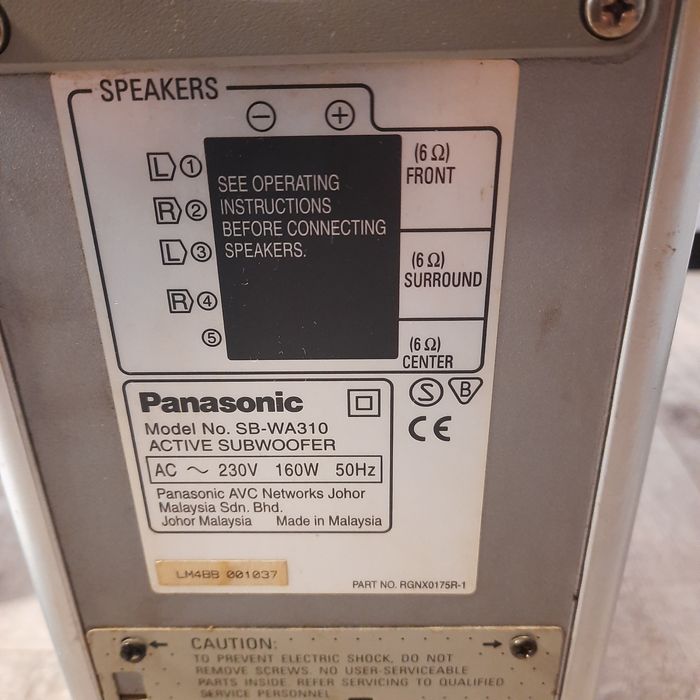 SPEAKERS
− +
L 1
R 2
L 3
R 4
5
SEE OPERATING
INSTRUCTIONS
BEFORE CONNECTING
SPEAKERS.
(6 Ω)
FRONT
(6 Ω)
SURROUND
(6 Ω)
CENTER
Panasonic
Model No. SB-WA310
ACTIVE SUBWOOFER
AC ~ 230V 160W 50Hz
Panasonic AVC Networks Johor
Malaysia Sdn. Bhd.
Johor Malaysia Made in Malaysia
S B
CE
LM4BB 001037
PART NO. RGNX0175R-1
CAUTION:
TO PREVENT ELECTRIC SHOCK, DO NOT
REMOVE SCREWS. NO USER-SERVICEABLE
PARTS INSIDE. REFER SERVICING TO QUALIFIED
SERVICE PERSONNEL